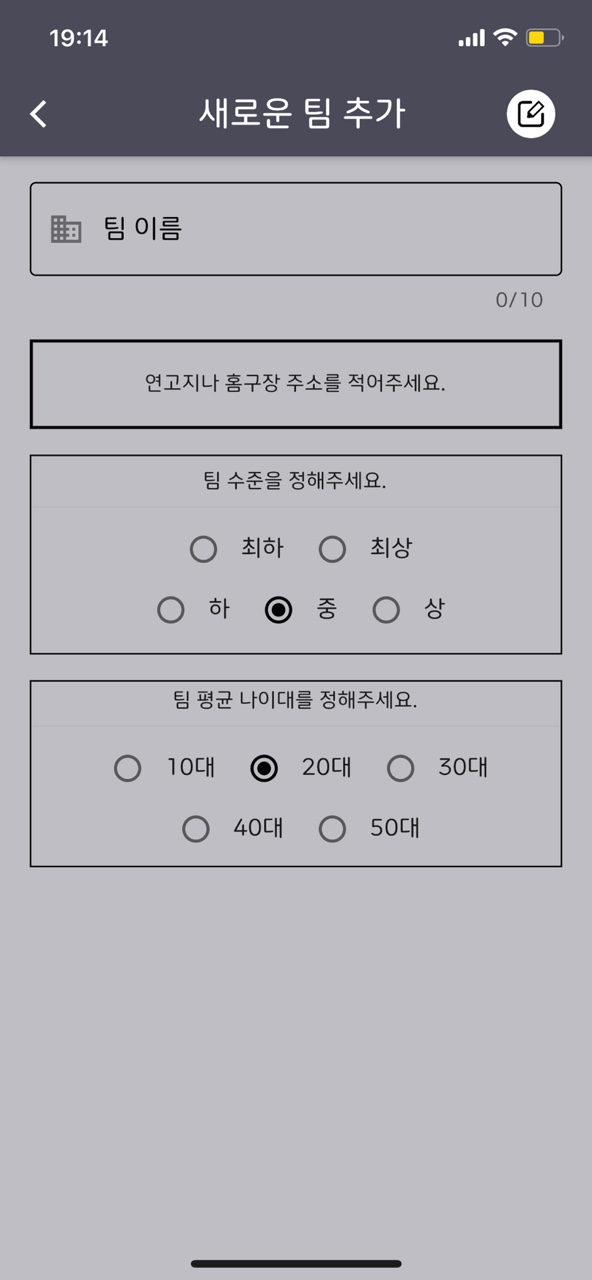 19:14
새로운 팀 추가
팀 이름
0/10
연고지나 홈구장 주소를 적어주세요.
팀 수준을 정해주세요.
최하 최상
하 중 상
팀 평균 나이대를 정해주세요.
10대 20대 30대
40대 50대